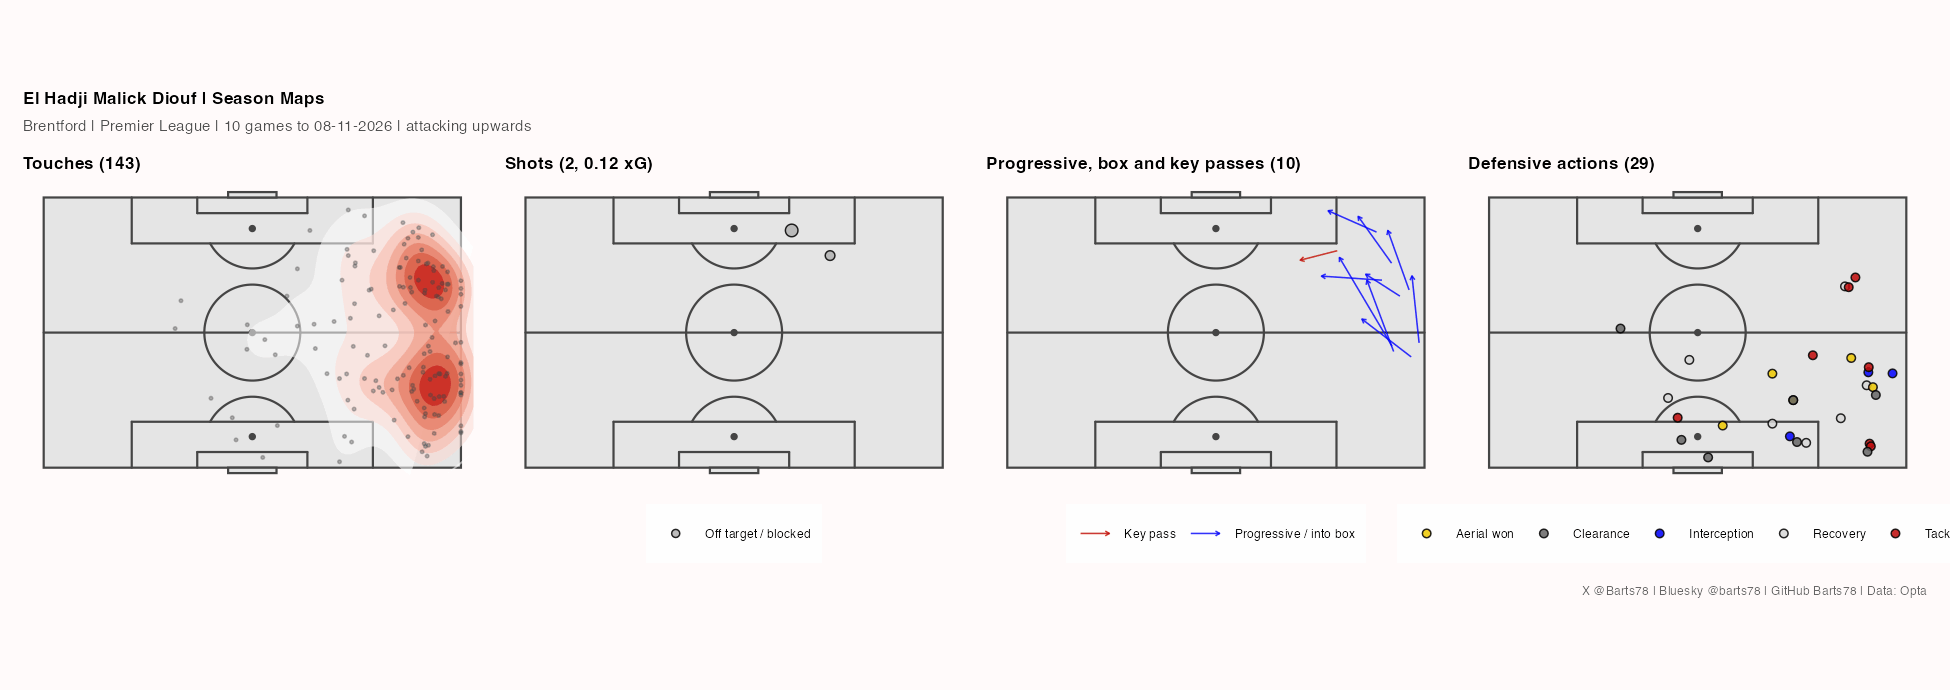 El Hadji Malick Diouf | Season Maps
Brentford | Premier League | 10 games to 08-11-2026 | attacking upwards
Touches (143)
Shots (2, 0.12 xG)
Progressive, box and key passes (10)
Defensive actions (29)
Off target / blocked
Key pass
Progressive / into box
Aerial won
Clearance
Interception
Recovery
Tack
X @Barts78 | Bluesky @barts78 | GitHub Barts78 | Data: Opta